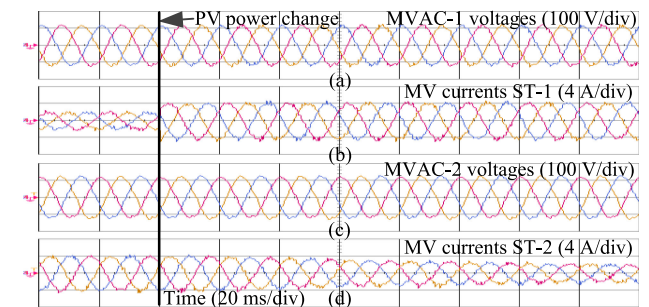 PV power change
MVAC-1 voltages (100 V/div)
(a)
MV currents ST-1 (4 A/div)
(b)
MVAC-2 voltages (100 V/div)
(c)
MV currents ST-2 (4 A/div)
Time (20 ms/div)
(d)